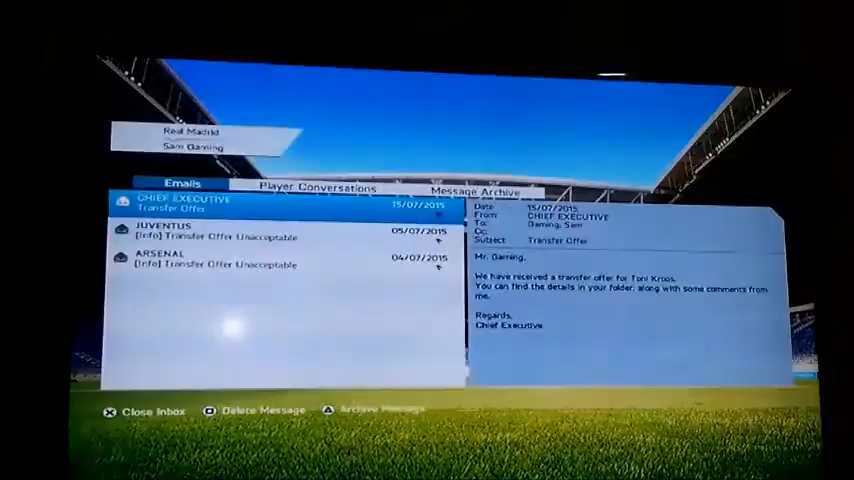 Real Madrid
Sam Gaming
Emails
Player Conversations
Message Archive
CHIEF EXECUTIVE
Transfer Offer
15/07/2015
JUVENTUS
[Info] Transfer Offer Unacceptable
05/07/2015
ARSENAL
[Info] Transfer Offer Unacceptable
04/07/2015
Date 15/07/2015
From: CHIEF EXECUTIVE
To: Gaming, Sam
Cc:
Subject Transfer Offer
Mr. Gaming,
We have received a transfer offer for Toni Kroos.
You can find the details in your folder, along with some comments from
me.
Regards,
Chief Executive
Close Inbox
Delete Message
Archive Message